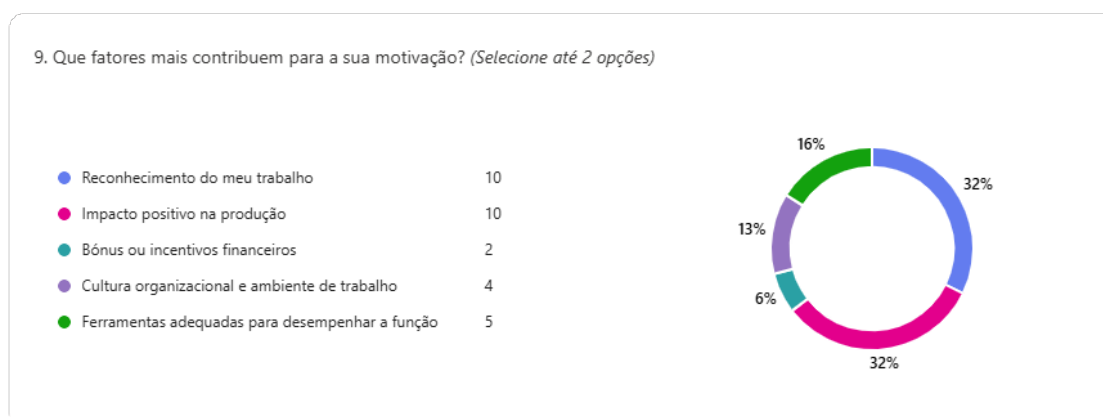 9. Que fatores mais contribuem para a sua motivação? (Selecione até 2 opções)
Reconhecimento do meu trabalho 10
Impacto positivo na produção 10
Bónus ou incentivos financeiros 2
Cultura organizacional e ambiente de trabalho 4
Ferramentas adequadas para desempenhar a função 5
16%
32%
13%
6%
32%